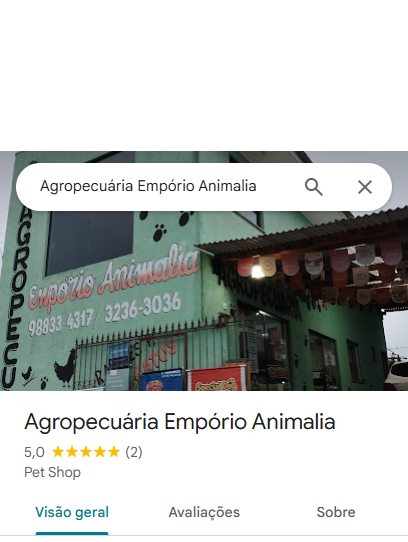 Agropecuária Empório Animalia
AGROPECU
Empório Animalia
98833-4317 / 3236-3036
AGROPECUÁRIA
Agropecuária Empório Animalia
5,0 (2)
Pet Shop
Visão geral Avaliações Sobre